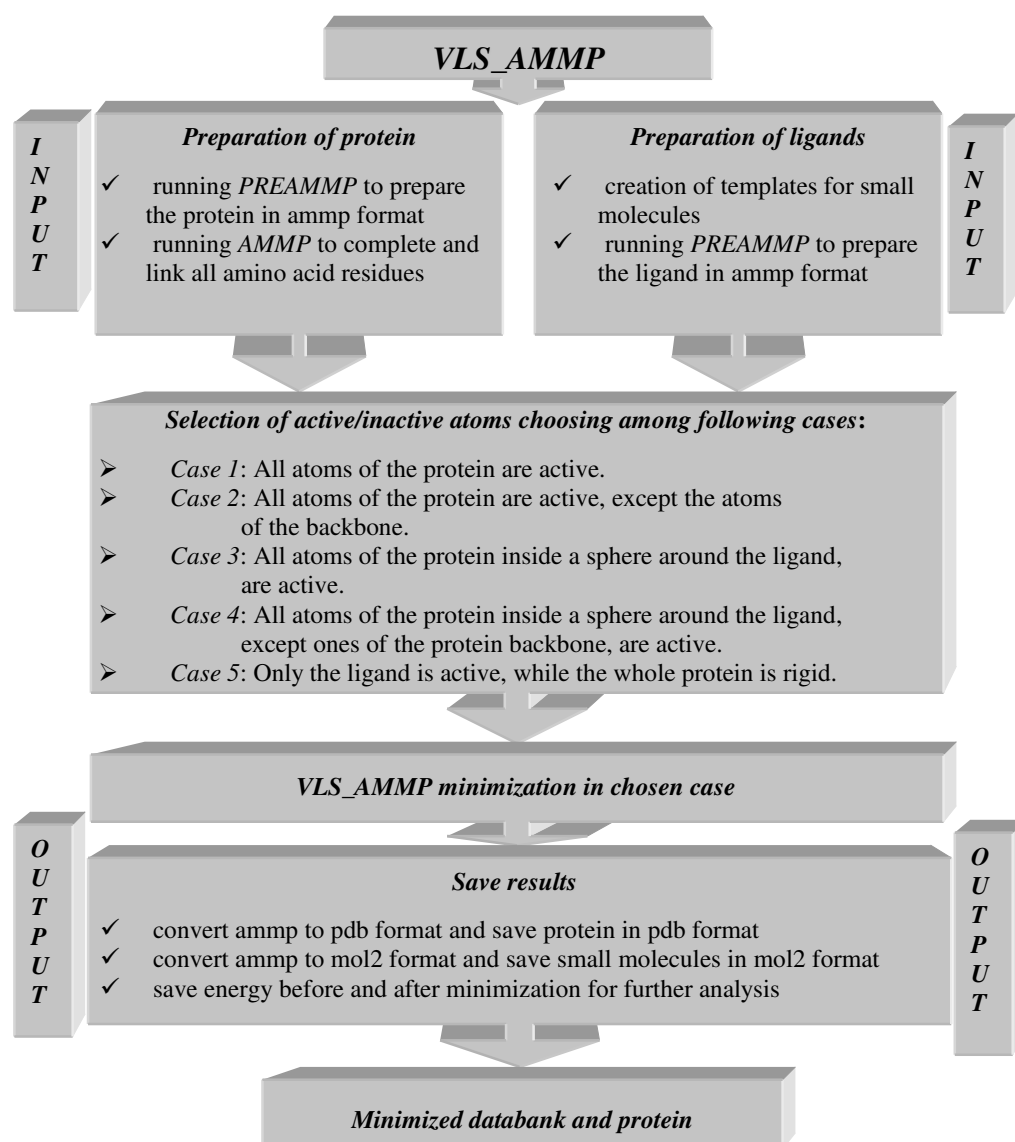 VLS_AMMP
INPUT
Preparation of protein
✓ running PREAMMP to prepare
the protein in ammp format
✓ running AMMP to complete and
link all amino acid residues
Preparation of ligands
✓ creation of templates for small
molecules
✓ running PREAMMP to prepare
the ligand in ammp format
INPUT
Selection of active/inactive atoms choosing among following cases:
➢ Case 1: All atoms of the protein are active.
➢ Case 2: All atoms of the protein are active, except the atoms
of the backbone.
➢ Case 3: All atoms of the protein inside a sphere around the ligand,
are active.
➢ Case 4: All atoms of the protein inside a sphere around the ligand,
except ones of the protein backbone, are active.
➢ Case 5: Only the ligand is active, while the whole protein is rigid.
VLS_AMMP minimization in chosen case
OUTPUT
Save results
✓ convert ammp to pdb format and save protein in pdb format
✓ convert ammp to mol2 format and save small molecules in mol2 format
✓ save energy before and after minimization for further analysis
OUTPUT
Minimized databank and protein